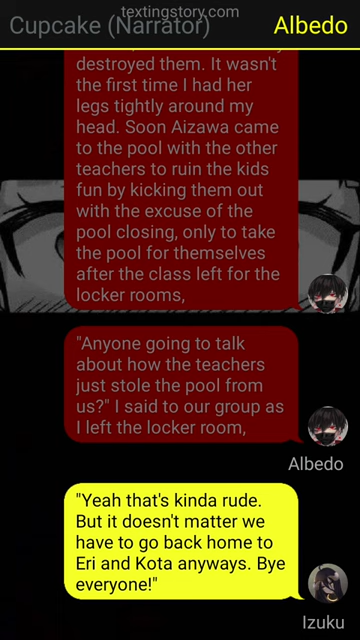 textingstory.com
Cupcake (Narrator)
Albedo
destroyed them. It wasn't
the first time I had her
legs tightly around my
head. Soon Aizawa came
to the pool with the other
teachers to ruin the kids
fun by kicking them out
with the excuse of the
pool closing, only to take
the pool for themselves
after the class left for the
locker rooms,
"Anyone going to talk
about how the teachers
just stole the pool from
us?" I said to our group as
I left the locker room,
Albedo
"Yeah that's kinda rude.
But it doesn't matter we
have to go back home to
Eri and Kota anyways. Bye
everyone!"
Izuku